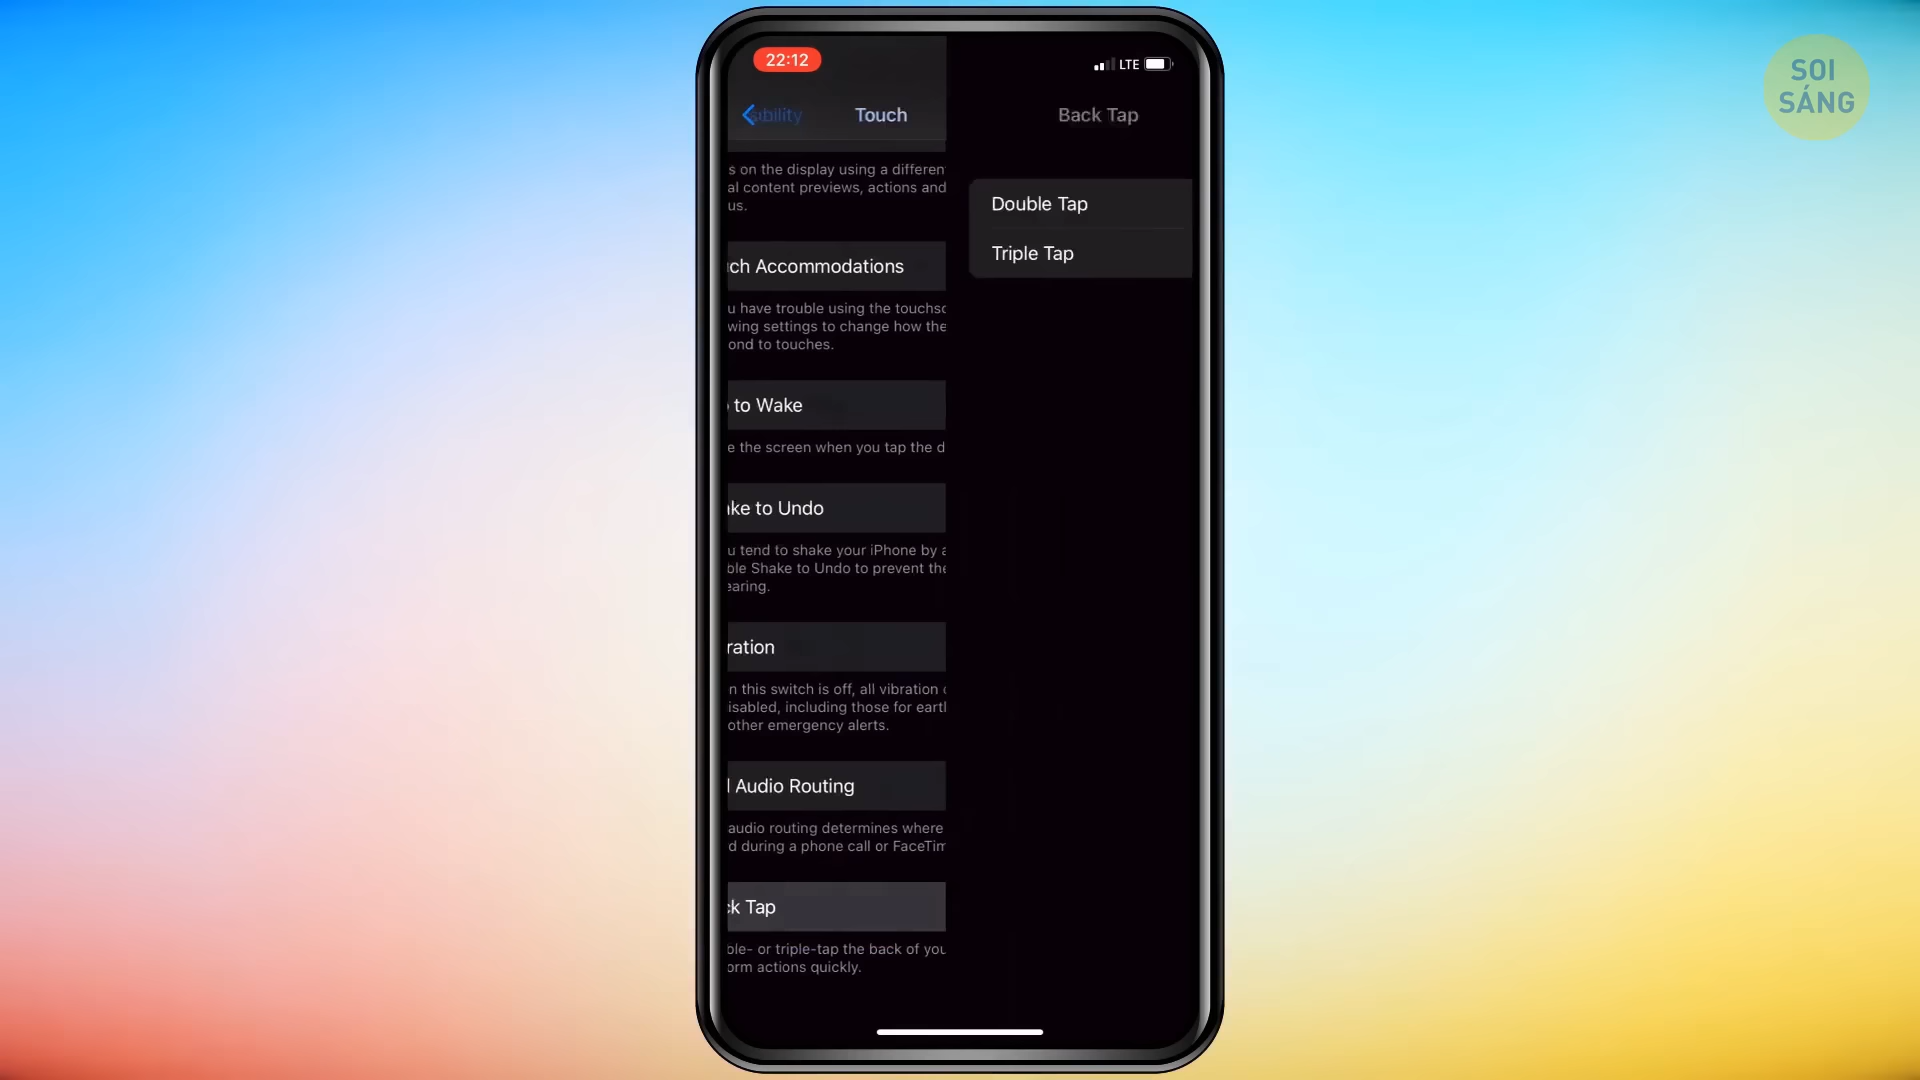 22:12
LTE
SOI
SÁNG
ibility
Touch
Back Tap
s on the display using a differen
al content previews, actions and
us.
ch Accommodations
u have trouble using the touchsc
wing settings to change how the
ond to touches.
to Wake
e the screen when you tap the d
ke to Undo
u tend to shake your iPhone by a
ble Shake to Undo to prevent the
earing.
ration
n this switch is off, all vibration
isabled, including those for eart
other emergency alerts.
Audio Routing
audio routing determines where
d during a phone call or FaceTim
ck Tap
ble- or triple-tap the back of you
orm actions quickly.
Double Tap
Triple Tap